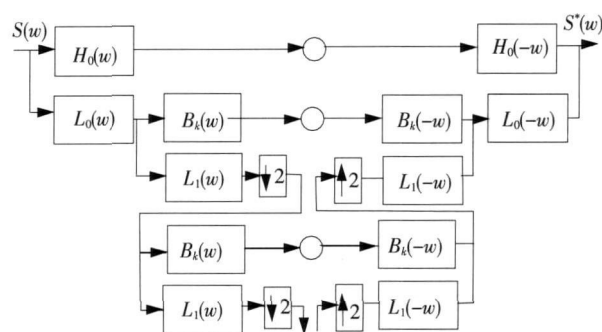 S(w) S*(w)
H₀(w) H₀(-w)
L₀(w) Bₖ(w) Bₖ(-w) L₀(-w)
L₁(w) ↓2 ↑2 L₁(-w)
Bₖ(w) Bₖ(-w)
L₁(w) ↓2 ↑2 L₁(-w)